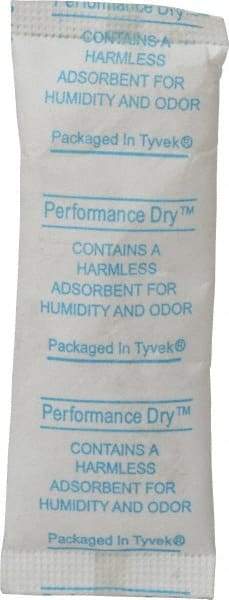 Performance Dry™
CONTAINS A
HARMLESS
ADSORBENT FOR
HUMIDITY AND ODOR
Packaged In Tyvek®
Performance Dry™
CONTAINS A
HARMLESS
ADSORBENT FOR
HUMIDITY AND ODOR
Packaged In Tyvek®
Performance Dry™
CONTAINS A
HARMLESS
ADSORBENT FOR
HUMIDITY AND ODOR
Packaged In Tyvek®